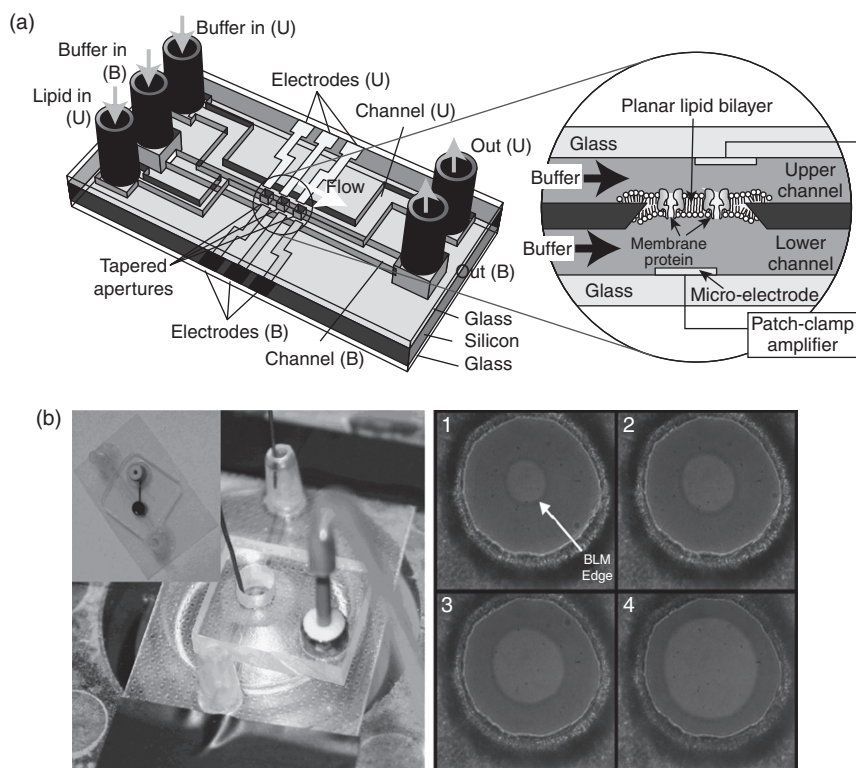 (a)
Buffer in (U)
Buffer in
(B)
Lipid in
(U)
Electrodes (U)
Channel (U)
Out (U)
Flow
Tapered
apertures
Out (B)
Electrodes (B)
Channel (B)
Glass
Silicon
Glass
Planar lipid bilayer
Glass
Buffer
Upper
channel
Buffer
Membrane
protein
Lower
channel
Glass
Micro-electrode
Patch-clamp
amplifier
(b)
1
2
BLM
Edge
3
4